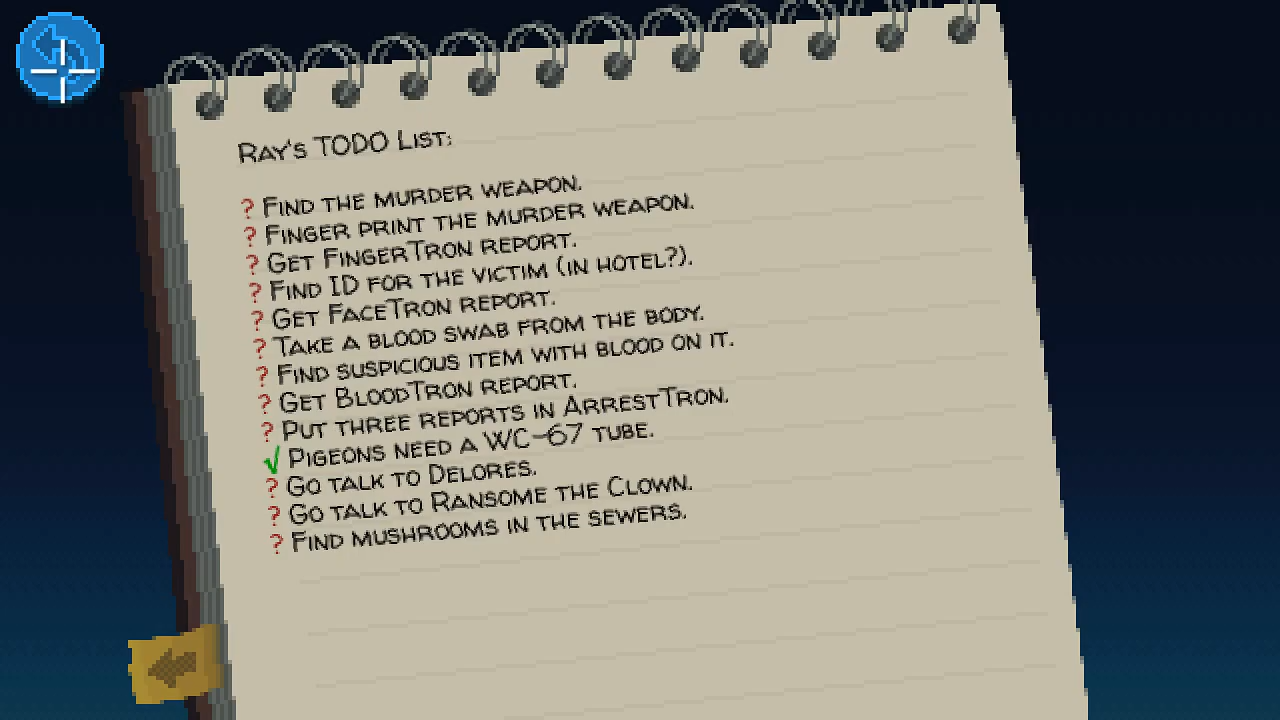 Ray's TODO List:
? Find the murder weapon.
? Finger print the murder weapon.
? Get FingerTron report.
? Find ID for the victim (in hotel?).
? Get FaceTron report.
? Take a blood swab from the body.
? Find suspicious item with blood on it.
? Get BloodTron report.
? Put three reports in ArrestTron.
√ Pigeons need a WC-67 tube.
? Go talk to Delores.
? Go talk to Ransome the Clown.
? Find mushrooms in the sewers.